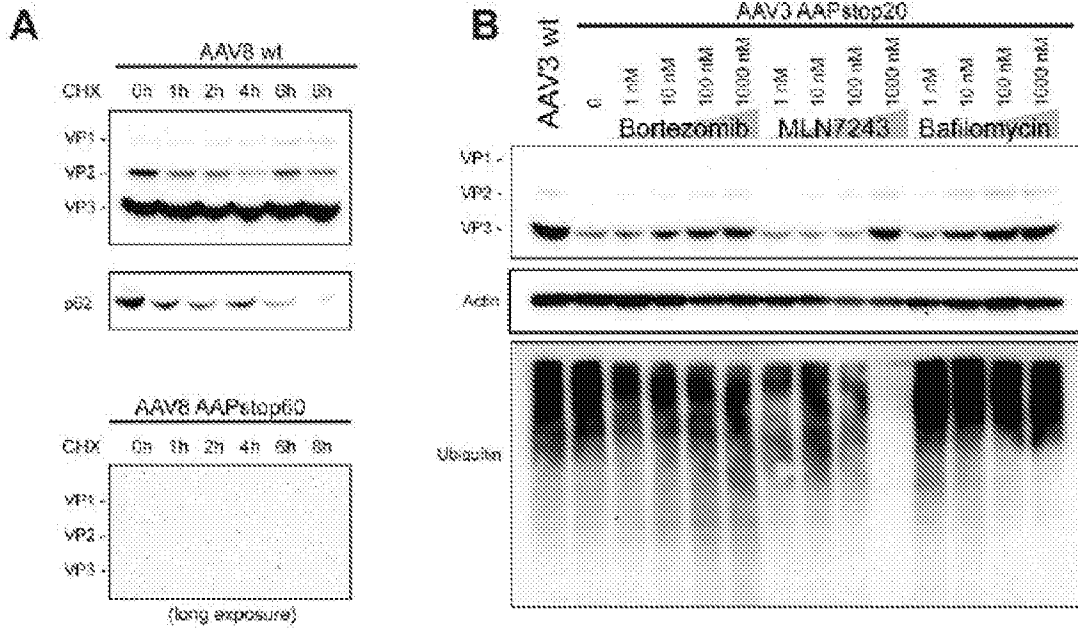 A
AAV8 wt
CHX 0h 1h 2h 4h 6h 8h
VP1 -
VP2 -
VP3 -
p62
AAV8 AAPstop60
CHX 0h 1h 2h 4h 6h 8h
VP1 -
VP2 -
VP3 -
(long exposure)
B
AAV3 AAPstop20
AAV3 wt 0 1 nM 10 nM 100 nM 1000 nM 1 nM 10 nM 100 nM 1000 nM 1 nM 10 nM 100 nM 1000 nM
Bortezomib MLN7243 Bafilomycin
VP1 -
VP2 -
VP3 -
Actin
Ubiquitin